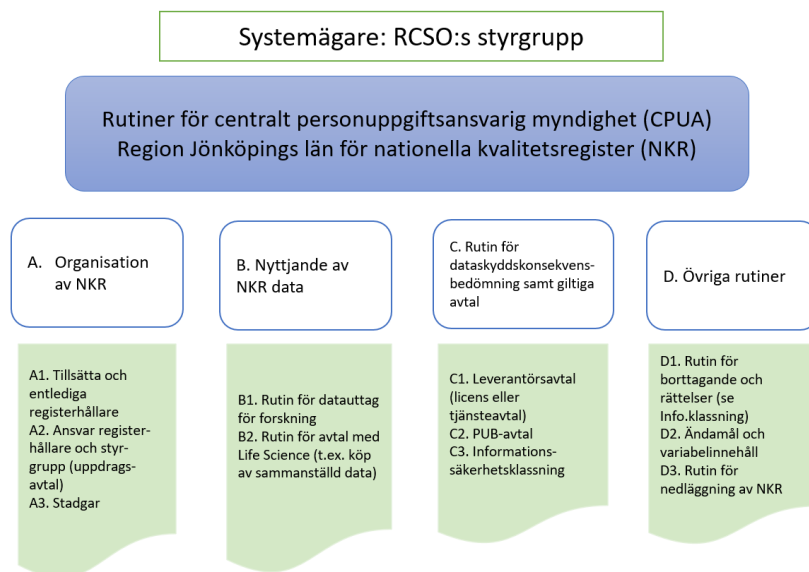 Systemägare: RCSO:s styrgrupp
Rutiner för centralt personuppgiftsansvarig myndighet (CPUA)
Region Jönköpings län för nationella kvalitetsregister (NKR)
A. Organisation
av NKR
B. Nyttjande av
NKR data
C. Rutin för
dataskyddskonsekvens-
bedömning samt giltiga
avtal
D. Övriga rutiner
A1. Tillsätta och
entlediga
registerhållare
A2. Ansvar register-
hållare och styr-
grupp (uppdrags-
avtal)
A3. Stadgar
B1. Rutin för datauttag
för forskning
B2. Rutin för avtal med
Life Science (t.ex. köp
av sammanställd data)
C1. Leverantörsavtal
(licens eller
tjänsteavtal)
C2. PUB-avtal
C3. Informations-
säkerhetsklassning
D1. Rutin för
borttagande och
rättelser (se
Info.klassning)
D2. Ändamål och
variabelinnehåll
D3. Rutin för
nedläggning av NKR